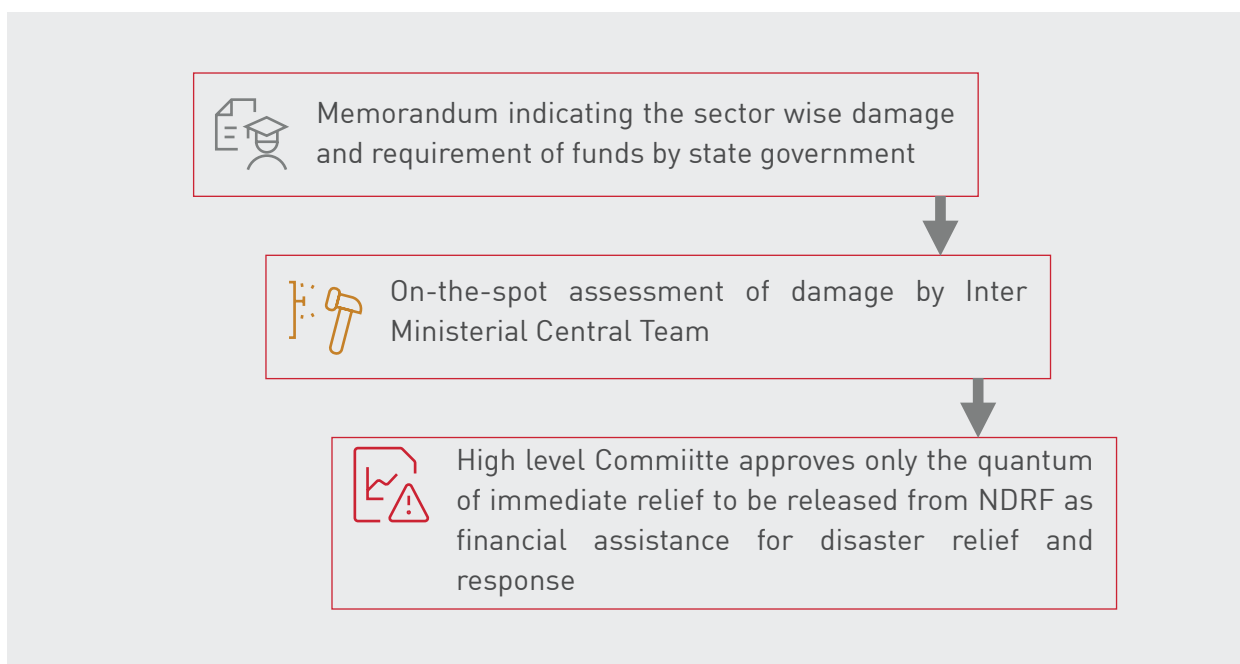 Memorandum indicating the sector wise damage
and requirement of funds by state government
On-the-spot assessment of damage by Inter
Ministerial Central Team
High level Commiitte approves only the quantum
of immediate relief to be released from NDRF as
financial assistance for disaster relief and
response